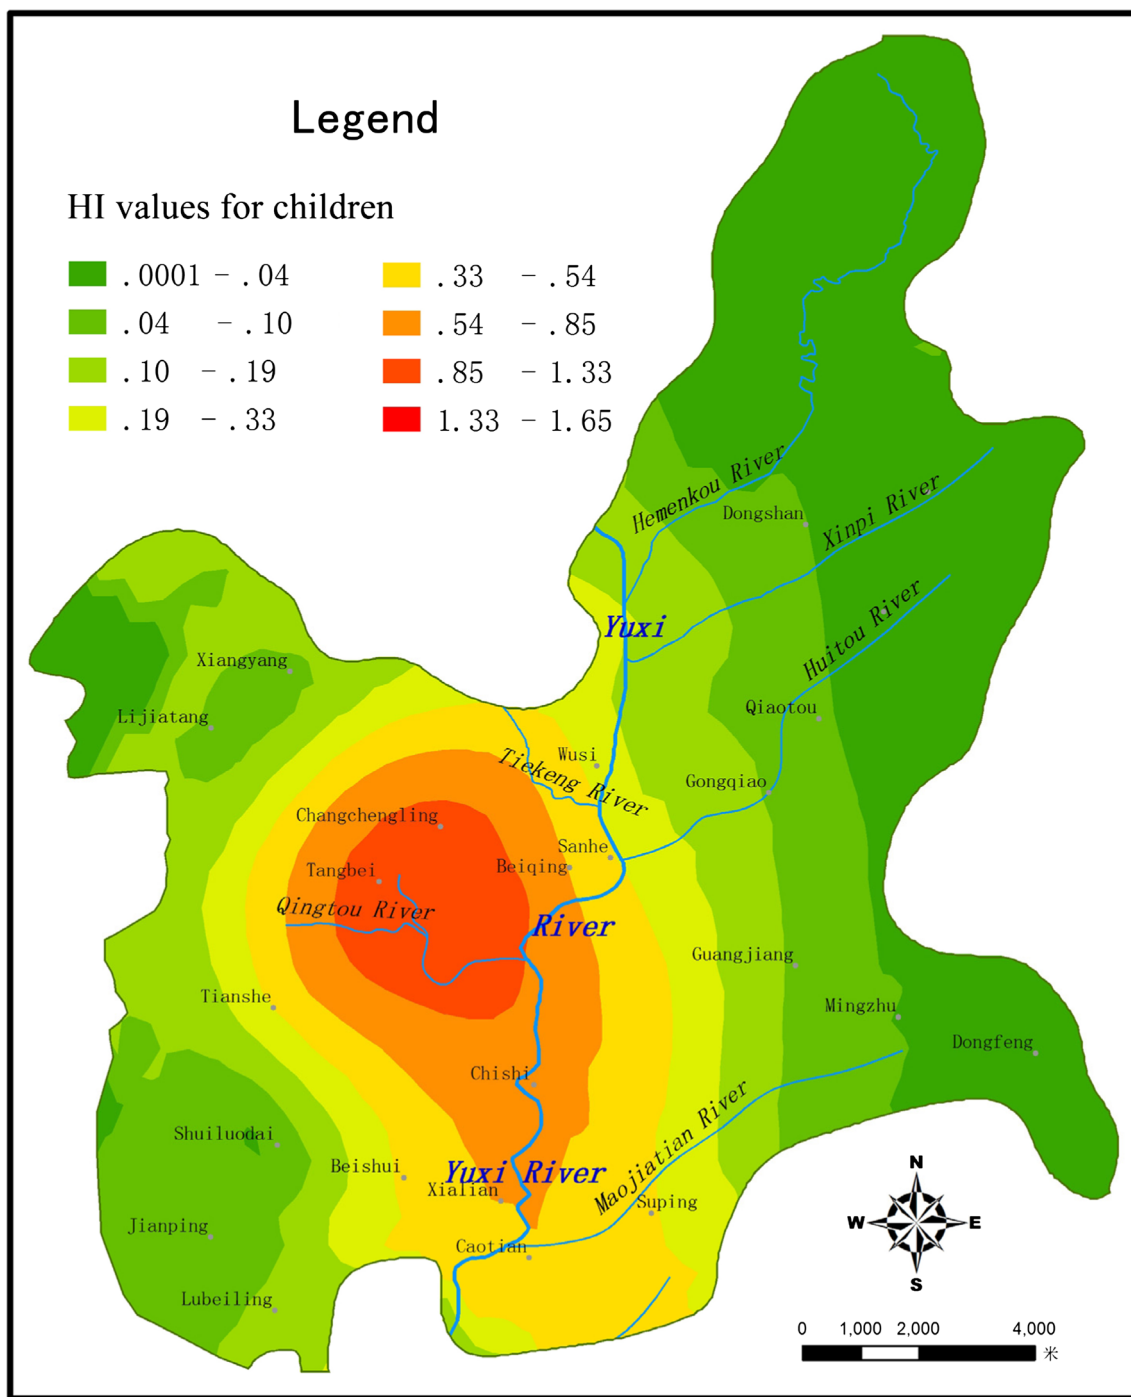 Legend
HI values for children
.0001 - .04
.04 - .10
.10 - .19
.19 - .33
.33 - .54
.54 - .85
.85 - 1.33
1.33 - 1.65
Hemenkou River
Dongshan
Xinpi River
Yuxi
Huitou River
Xiangyang
Lijiatang
Qiaotou
Wusi
Tiekeng River
Gongqiao
Changchengling
Sanhe
Beiqing
Tangbei
Qingtou River
River
Guangjiang
Tianshe
Mingzhu
Dongfeng
Chishi
Maojiatian River
Shuiluodai
Beishui
Yuxi River
Xialian
Suping
Jianping
Caotian
Lubeiling
N
W
E
S
0 1,000 2,000 4,000
米